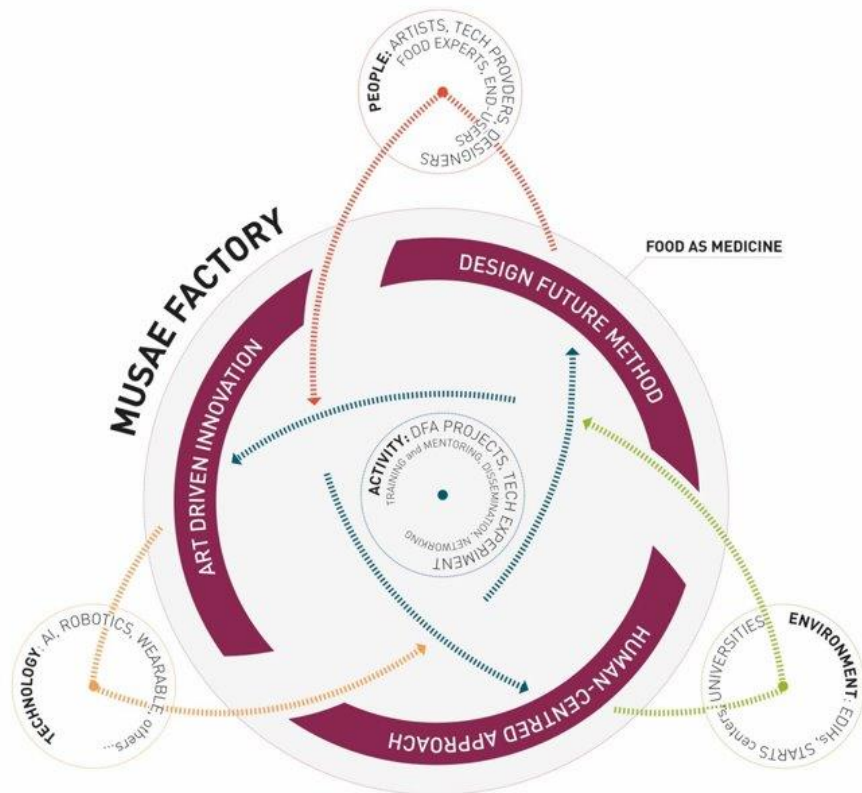 PEOPLE: ARTISTS, TECH PROVDERS, DESIGNERS
FOOD EXPERTS, END-USERS
MUSAE FACTORY
FOOD AS MEDICINE
DESIGN FUTURE METHOD
ART DRIVEN INNOVATION
ACTIVITY: DFA PROJECTS, TECH EXPERIMENT
TRAINING and MENTORING, DISSEMINATION, NETWORKING
HUMAN-CENTRED APPROACH
TECHNOLOGY: AI, ROBOTICS, WEARABLE, others...
ENVIRONMENT: EDIHs, STARTS centers, UNIVERSITIES